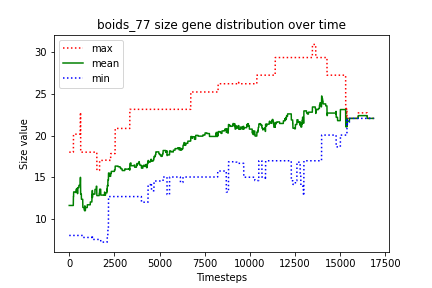 boids_77 size gene distribution over timesteps
max
mean
min
Size value
30
25
20
15
10
0
2500
5000
7500
10000
12500
15000
17500
Timesteps